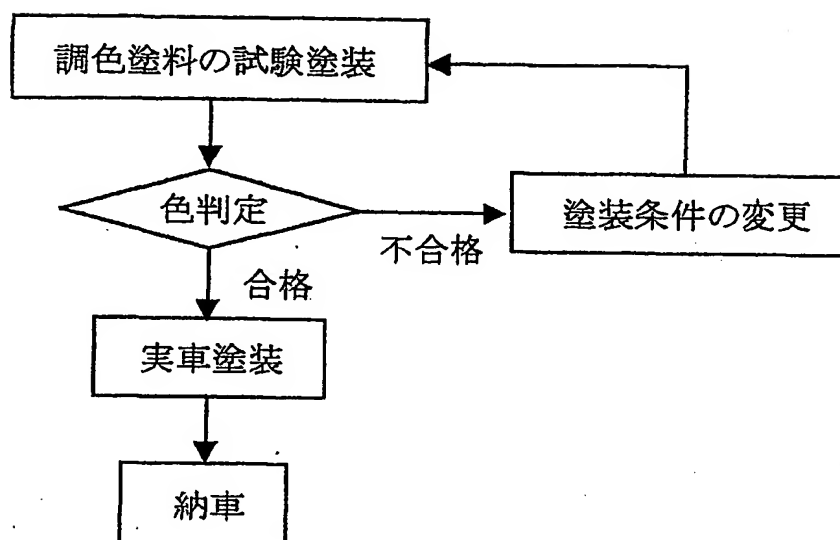 調色塗料の試験塗装
色判定
不合格
塗装条件の変更
合格
実車塗装
納車